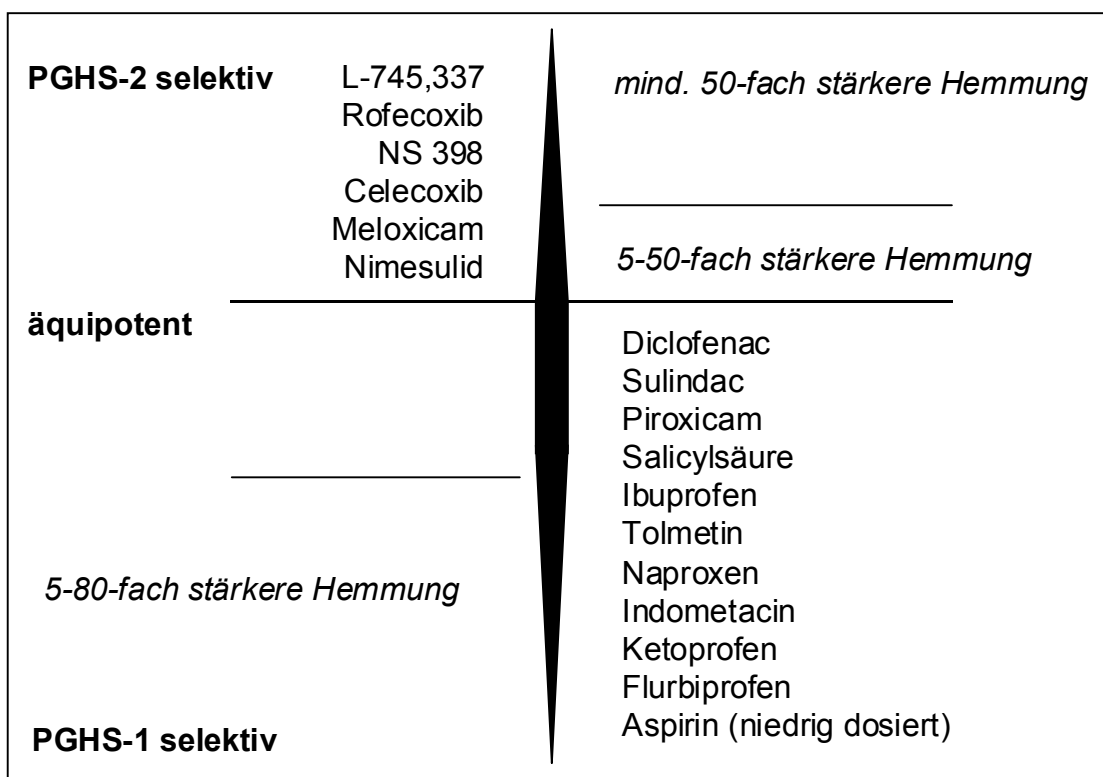 PGHS-2 selektiv
L-745,337
Rofecoxib
NS 398
Celecoxib
Meloxicam
Nimesulid
mind. 50-fach stärkere Hemmung
5-50-fach stärkere Hemmung
äquipotent
Diclofenac
Sulindac
Piroxicam
Salicylsäure
Ibuprofen
Tolmetin
Naproxen
Indometacin
Ketoprofen
Flurbiprofen
Aspirin (niedrig dosiert)
5-80-fach stärkere Hemmung
PGHS-1 selektiv